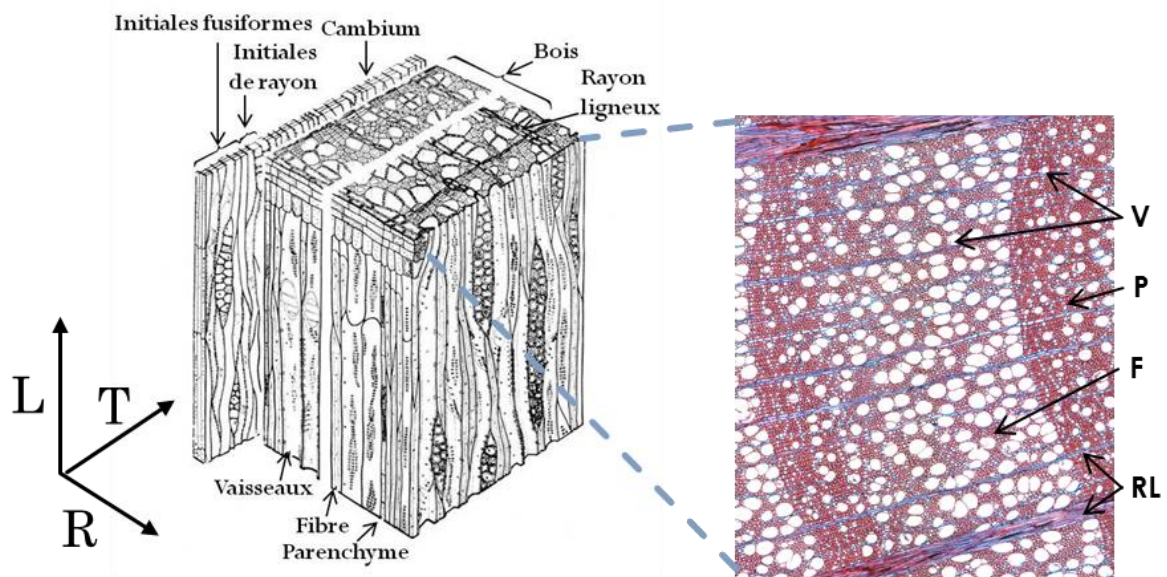 Initiales fusiformes
Cambium
Initiales
de rayon
Bois
Rayon
ligneux
V
P
F
RL
L
T
R
Vaisseaux
Fibre
Parenchyme